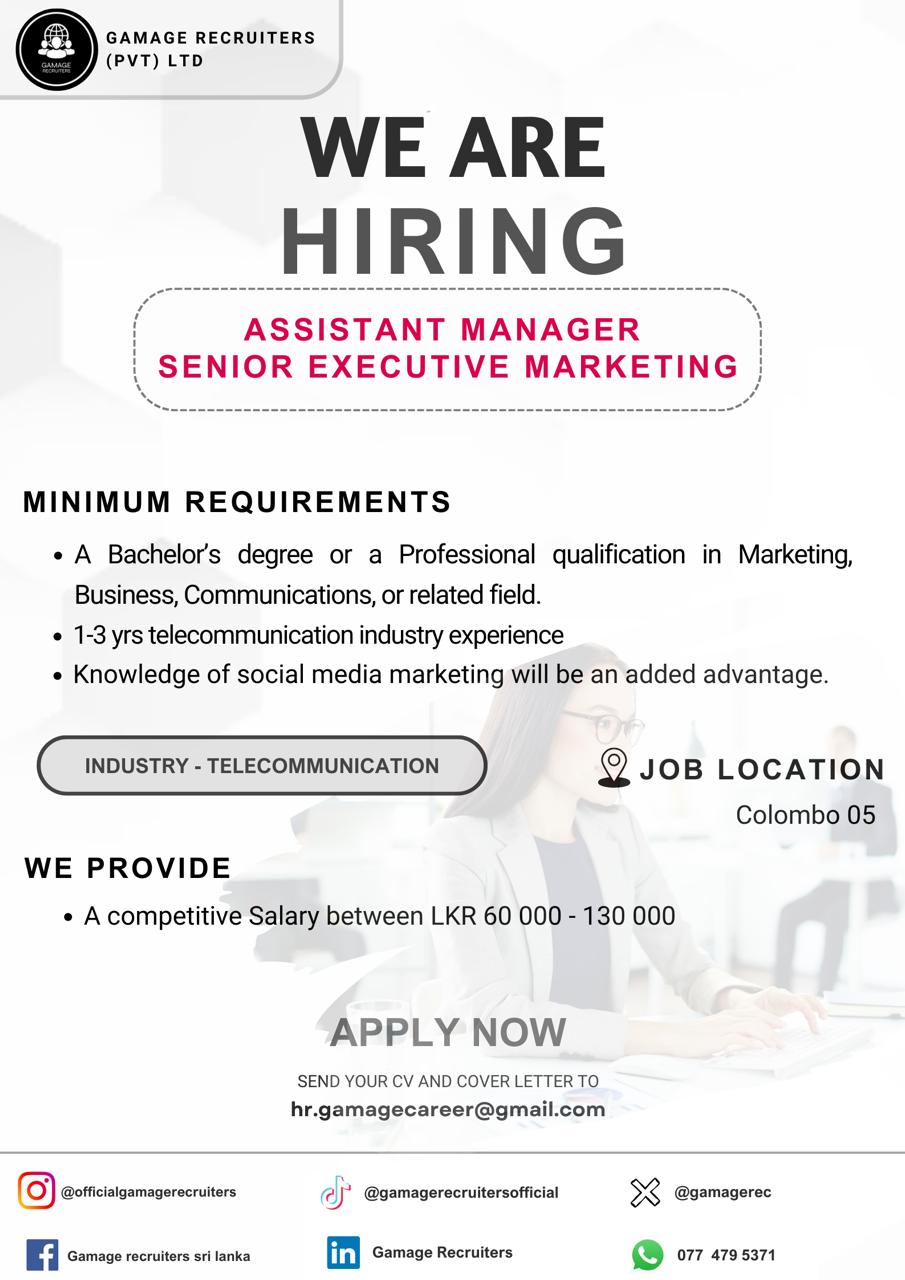 GAMAGE RECRUITERS
(PVT) LTD
GAMAGE
RECRUITERS
WE ARE
HIRING
ASSISTANT MANAGER
SENIOR EXECUTIVE MARKETING
MINIMUM REQUIREMENTS
• A Bachelor’s degree or a Professional qualification in Marketing,
Business, Communications, or related field.
• 1-3 yrs telecommunication industry experience
• Knowledge of social media marketing will be an added advantage.
INDUSTRY - TELECOMMUNICATION
JOB LOCATION
Colombo 05
WE PROVIDE
• A competitive Salary between LKR 60 000 - 130 000
APPLY NOW
SEND YOUR CV AND COVER LETTER TO
hr.gamagecareer@gmail.com
@officialgamagerecruiters
@gamagerecruitersofficial
@gamagerec
Gamage recruiters sri lanka
Gamage Recruiters
077 479 5371